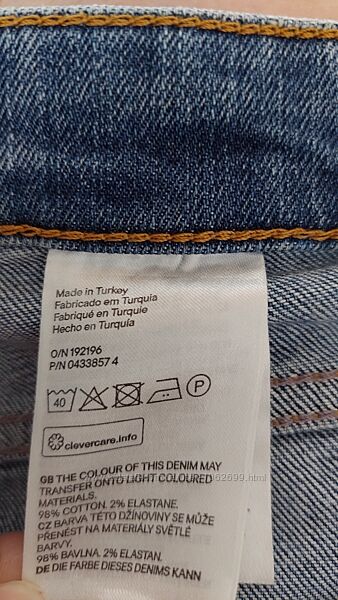 Made in Turkey
Fabricado em Turquia
Fabriqué en Turquie
Hecho en Turquía
O/N 192196
P/N 0433857 4
40
P
clevercare.info
GB THE COLOUR OF THIS DENIM MAY
TRANSFER ONTO LIGHT COLOURED
MATERIALS.
98% COTTON. 2% ELASTANE.
CZ BARVA TÉTO DŽÍNOVINY SE MŮŽE
PŘENÉST NA MATERIÁLY SVĚTLÉ
BARVY.
98% BAVLNA. 2% ELASTAN.
DE DIE FARBE DIESES DENIMS KANN